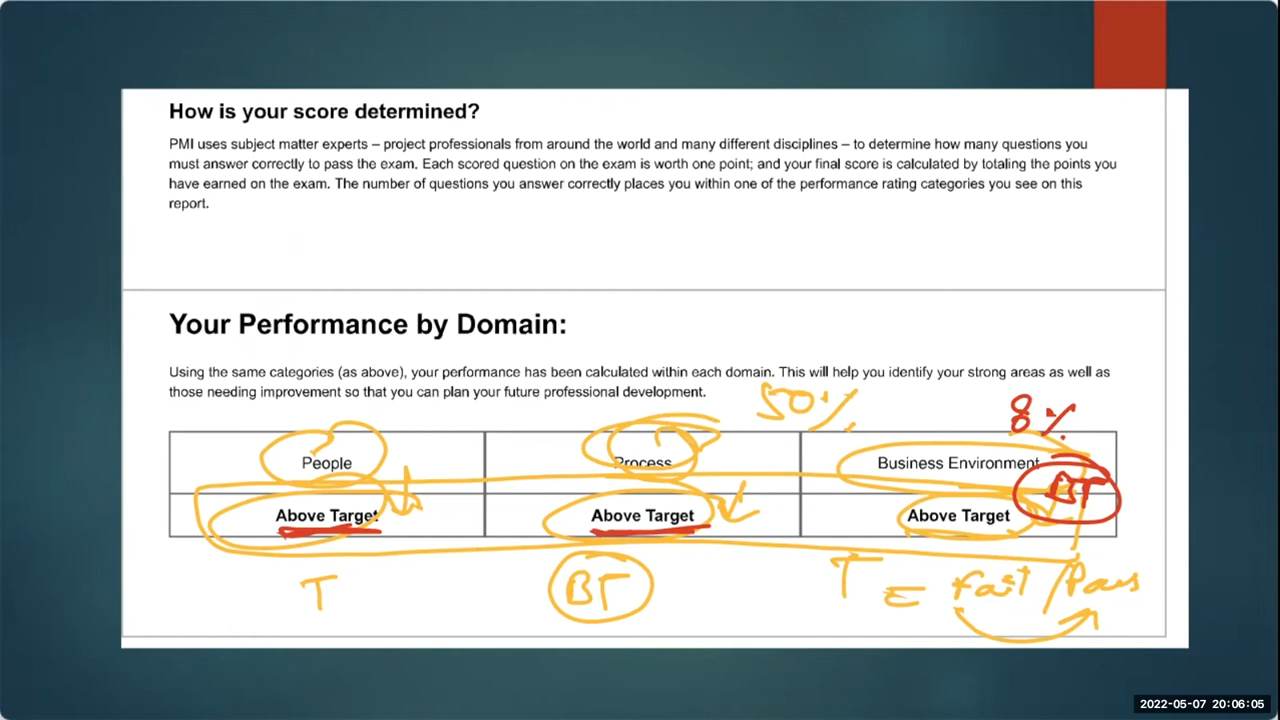 How is your score determined?
PMI uses subject matter experts – project professionals from around the world and many different disciplines – to determine how many questions you
must answer correctly to pass the exam. Each scored question on the exam is worth one point; and your final score is calculated by totaling the points you
have earned on the exam. The number of questions you answer correctly places you within one of the performance rating categories you see on this
report.
Your Performance by Domain:
Using the same categories (as above), your performance has been calculated within each domain. This will help you identify your strong areas as well as
those needing improvement so that you can plan your future professional development.
50%
8%
People
Process
Business Environment
BT
Above Target
Above Target
Above Target
T
BT
T
= fail / Pass
2022-05-07 20:06:05